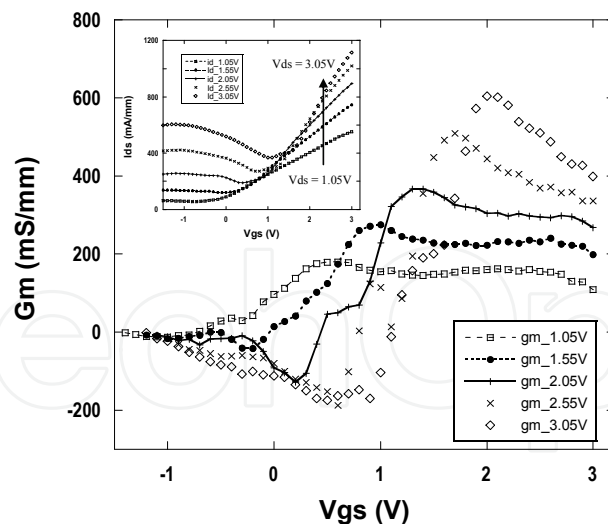 1200
800
400
0
Ids (mA/mm)
-1 0 1 2 3
Vgs (V)
id_1.05V
Id_1.55V
id_2.05V
Id_2.55V
Id_3.05V
Vds = 3.05V
Vds = 1.05V
600
400
200
0
-200
Gm (mS/mm)
gm_1.05V
gm_1.55V
gm_2.05V
gm_2.55V
gm_3.05V
-1 0 1 2 3
Vgs (V)